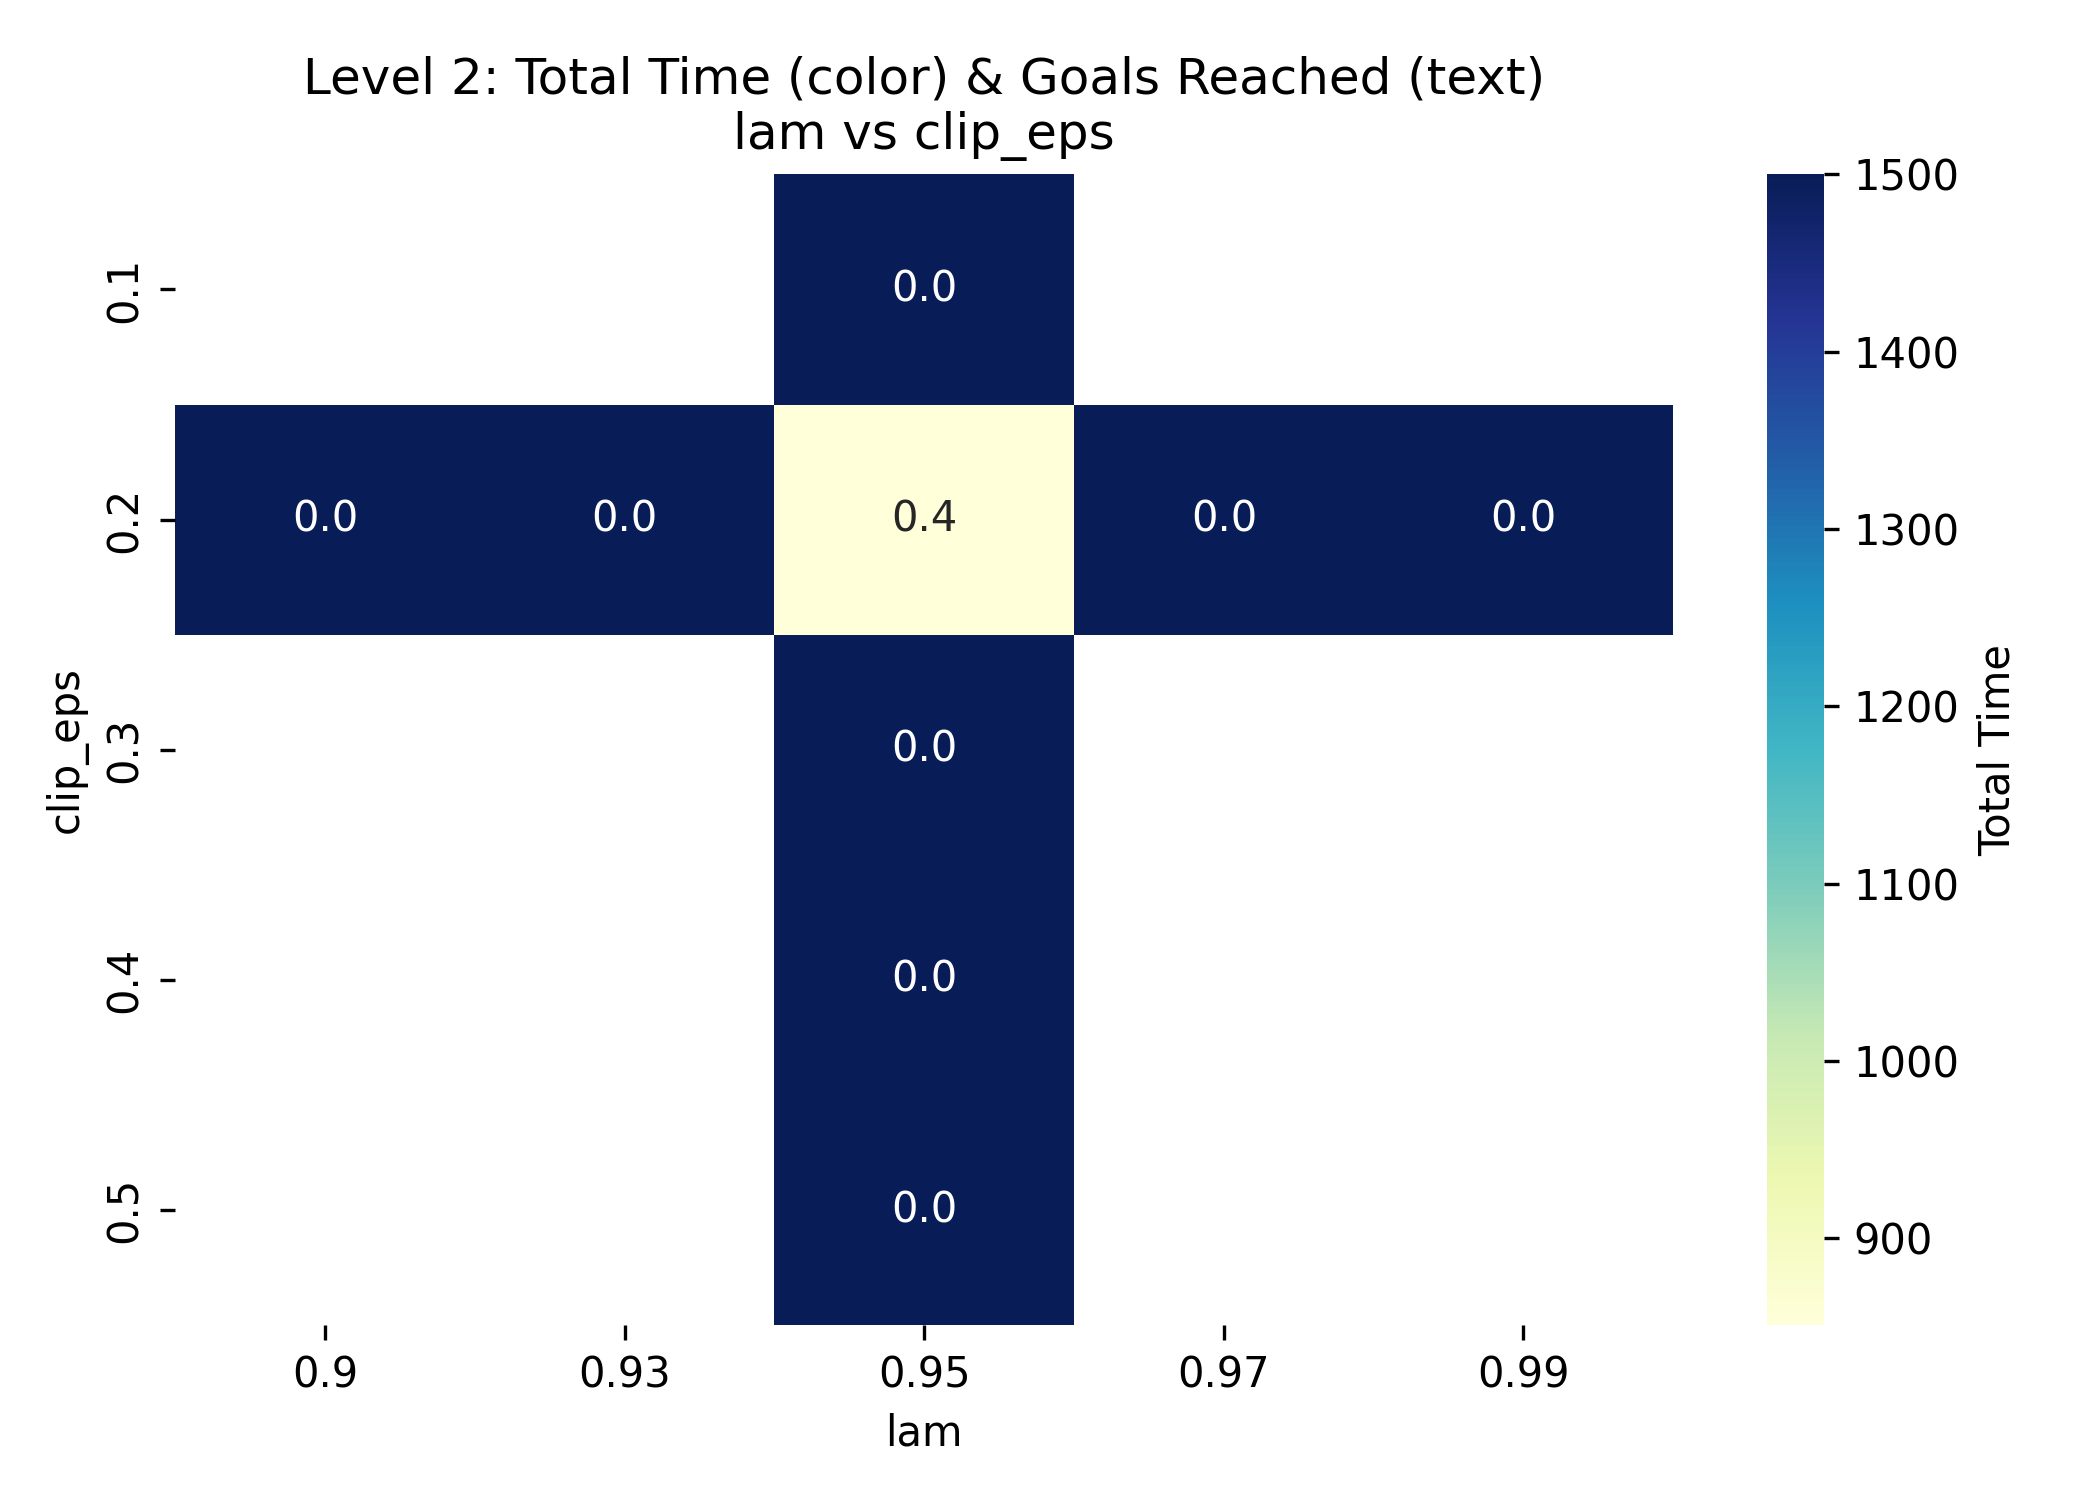 Level 2: Total Time (color) & Goals Reached (text)
lam vs clip_eps
0.1
0.0
0.2
0.0 0.0 0.4 0.0 0.0
0.3
0.0
0.4
0.0
0.5
0.0
clip_eps
0.9 0.93 0.95 0.97 0.99
lam
1500
1400
1300
1200
1100
1000
900
Total Time